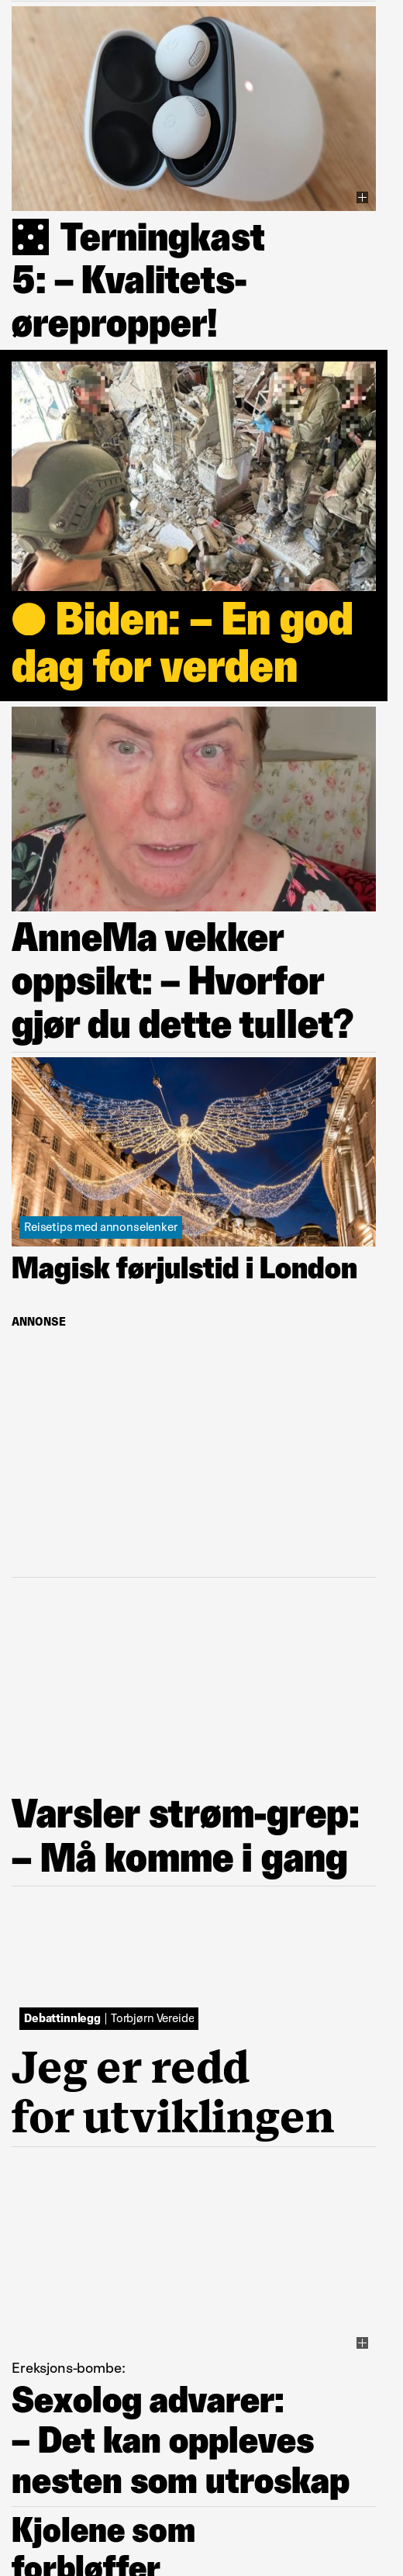 Terningkast
5: – Kvalitets-
ørepropper!
Biden: – En god
dag for verden
AnneMa vekker
oppsikt: – Hvorfor
gjør du dette tullet?
Reisetips med annonselenker
Magisk førjulstid i London
ANNONSE
Varsler strøm-grep:
– Må komme i gang
Debattinnlegg | Torbjørn Vereide
Jeg er redd
for utviklingen
Ereksjons-bombe:
Sexolog advarer:
– Det kan oppleves
nesten som utroskap
Kjolene som
forbløffer